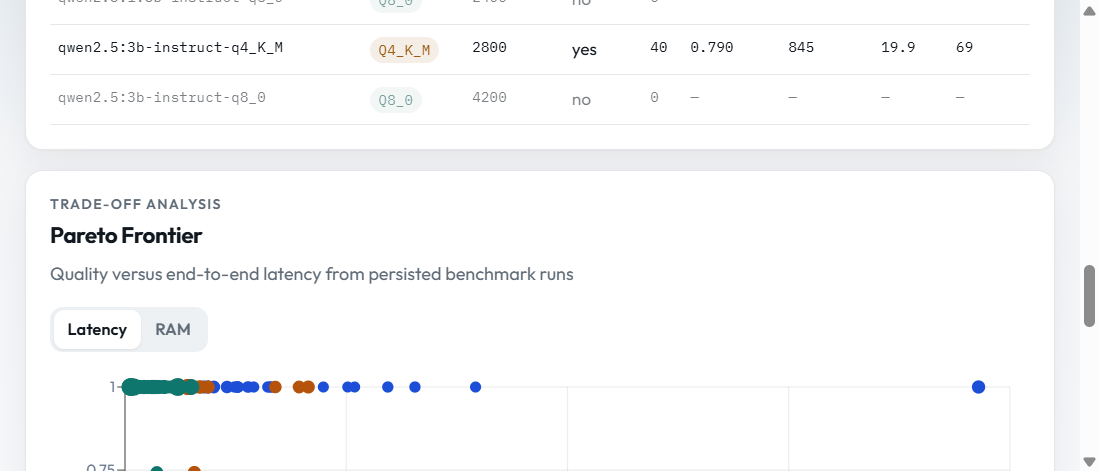 qwen2.5:3b-instruct-q4_K_M Q4_K_M 2800 yes 40 0.790 845 19.9 69
qwen2.5:3b-instruct-q8_0 Q8_0 4200 no 0 — — — —
TRADE-OFF ANALYSIS
Pareto Frontier
Quality versus end-to-end latency from persisted benchmark runs
Latency RAM
1
0.75